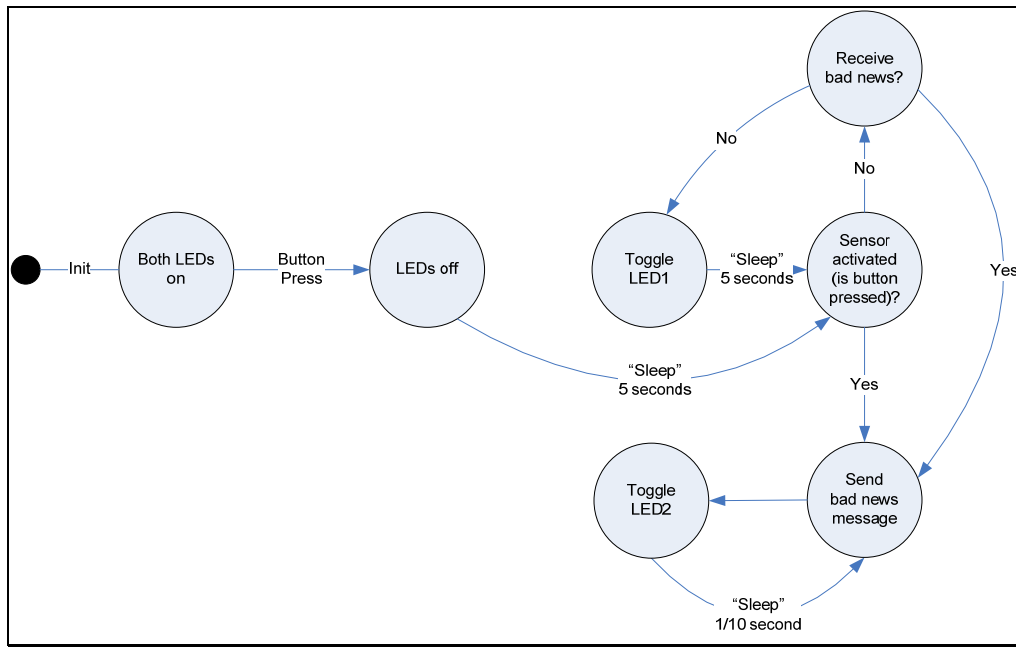 Receive
bad news?
No
No
Yes
Init
Both LEDs
on
Button
Press
LEDs off
Toggle
LED1
“Sleep”
5 seconds
Sensor
activated
(is button
pressed)?
“Sleep”
5 seconds
Yes
Toggle
LED2
Send
bad news
message
“Sleep”
1/10 second